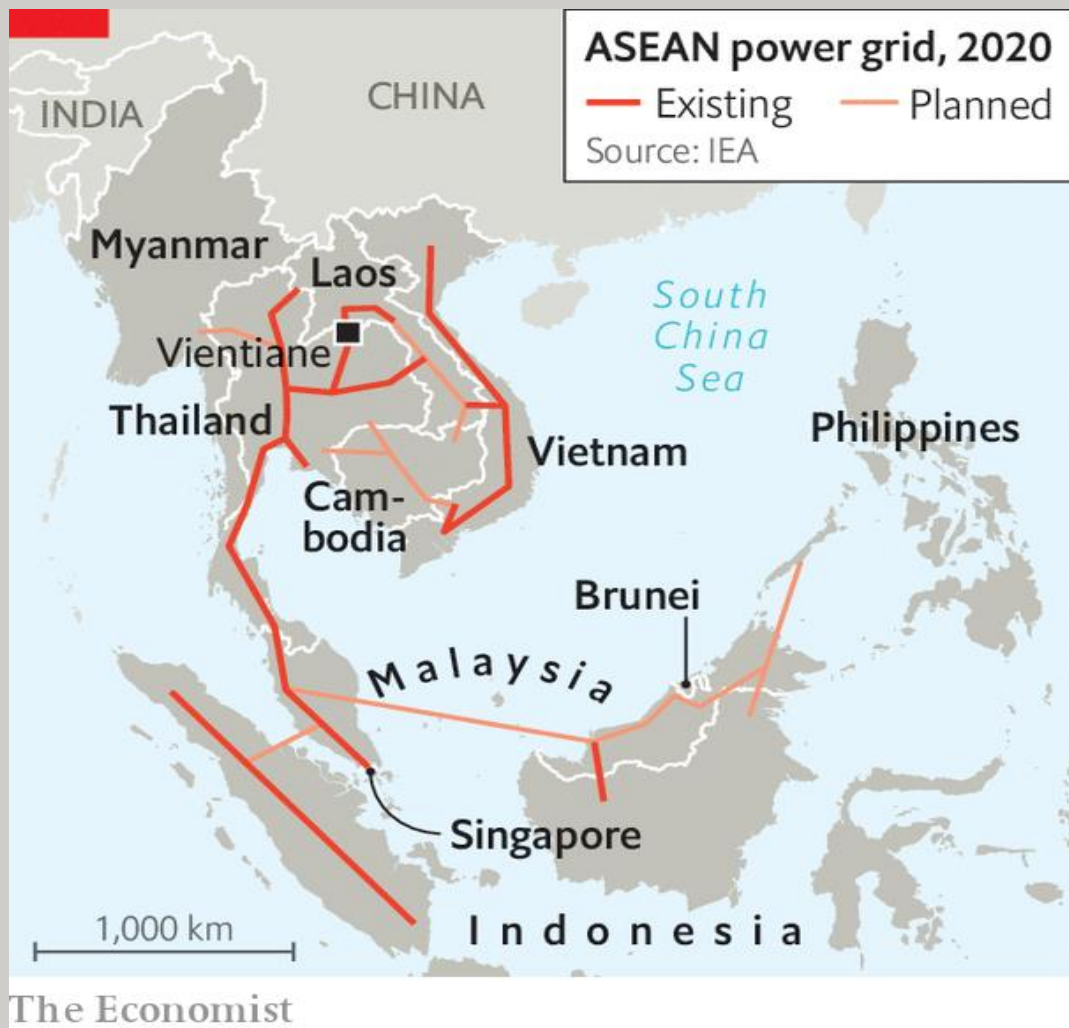 ASEAN power grid, 2020
Existing Planned
Source: IEA
INDIA
CHINA
Myanmar
Laos
South
China
Sea
Vientiane
Thailand
Philippines
Vietnam
Cam-
bodia
Brunei
Malaysia
Singapore
1,000 km
Indonesia
The Economist